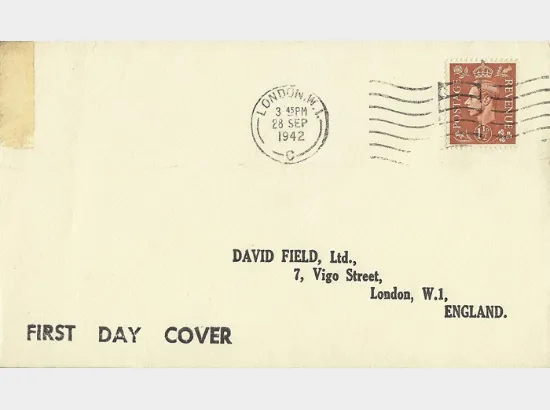 LONDON.W.1.
3 45PM
28 SEP
1942
C
POSTAGE
REVENUE
DAVID FIELD, Ltd.,
7, Vigo Street,
London, W.1,
ENGLAND.
FIRST DAY COVER